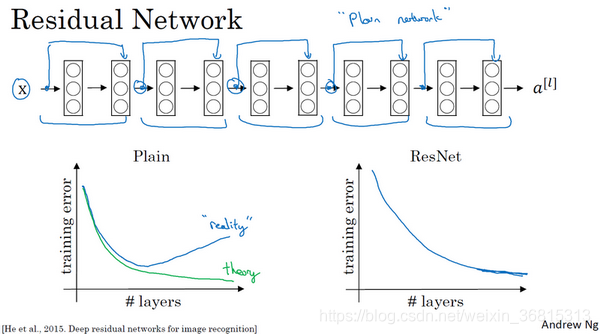 Residual Network
"Plain network"
x
a[l]
Plain
ResNet
training error
"reality"
theory
# layers
training error
# layers
https://blog.csdn.net/weixin_36815313
[He et al., 2015. Deep residual networks for image recognition]
Andrew Ng